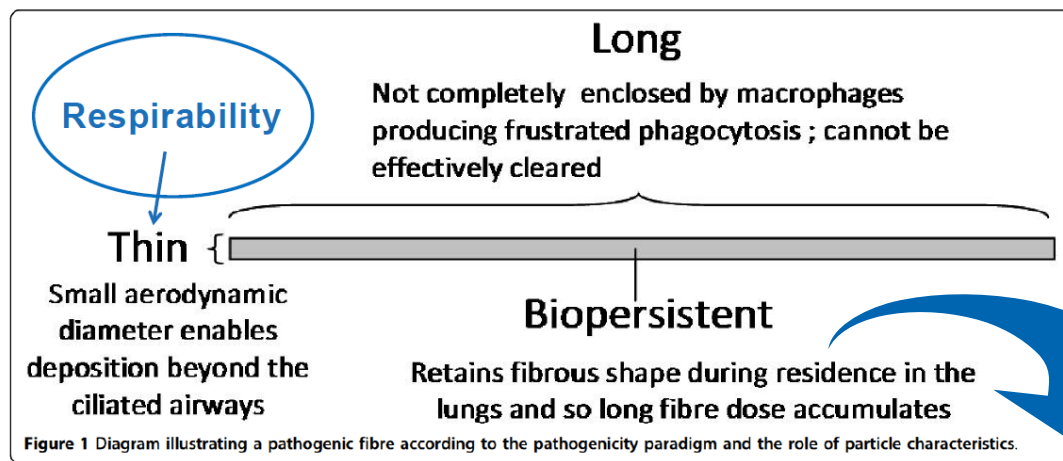 Long
Respirability
Not completely enclosed by macrophages
producing frustrated phagocytosis ; cannot be
effectively cleared
Thin
Small aerodynamic
diameter enables
deposition beyond the
ciliated airways
Biopersistent
Retains fibrous shape during residence in the
lungs and so long fibre dose accumulates
Figure 1 Diagram illustrating a pathogenic fibre according to the pathogenicity paradigm and the role of particle characteristics.